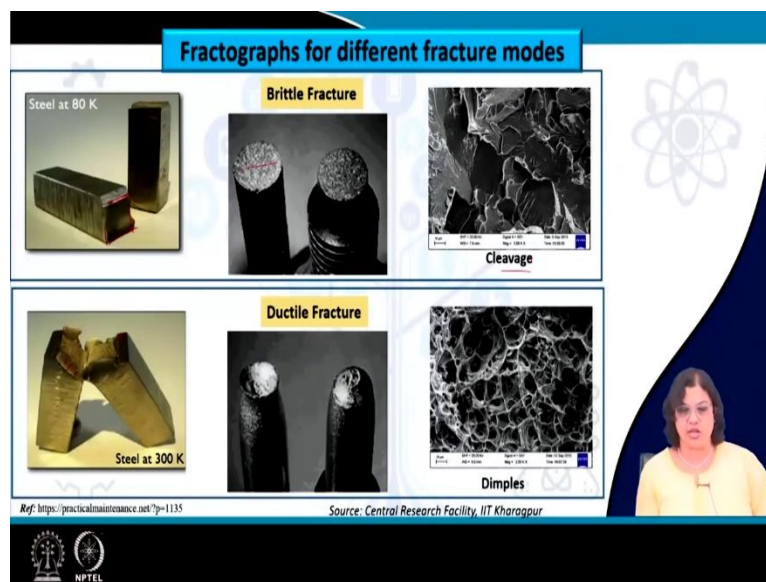 Fractographs for different fracture modes
Brittle Fracture
Steel at 80 K
Cleavage
Ductile Fracture
Steel at 300 K
Dimples
Ref: https://practicalmaintenance.net/?p=1135
Source: Central Research Facility, IIT Kharagpur
NPTEL